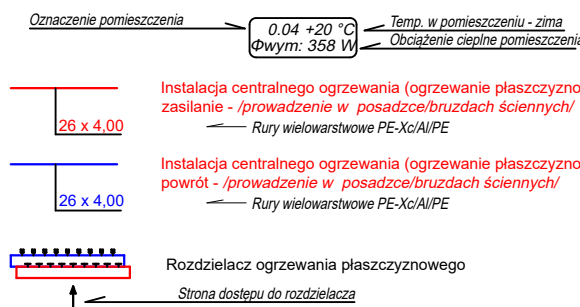 Oznaczenie pomieszczenia
0.04 +20 °C
Φwym: 358 W
Temp. w pomieszczeniu - zima
Obciążenie cieplne pomieszczenia
Instalacja centralnego ogrzewania (ogrzewanie płaszczyzno
zasilanie - /prowadzenie w posadzce/bruzdach ściennych/
26 x 4,00
Rury wielowarstwowe PE-Xc/Al/PE
Instalacja centralnego ogrzewania (ogrzewanie płaszczyzno
powrót - /prowadzenie w posadzce/bruzdach ściennych/
26 x 4,00
Rury wielowarstwowe PE-Xc/Al/PE
Rozdzielacz ogrzewania płaszczyznowego
Strona dostępu do rozdzielacza